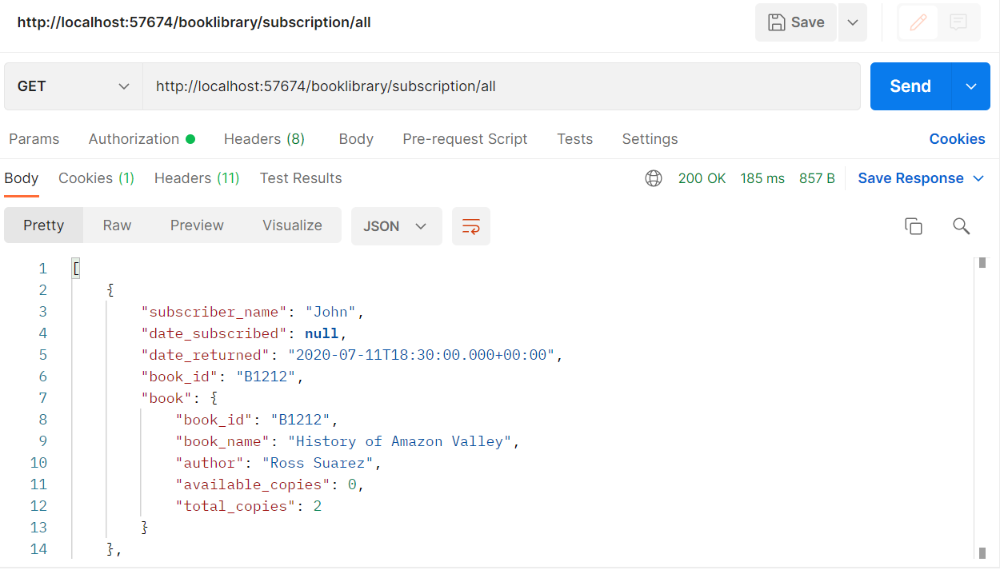 http://localhost:57674/booklibrary/subscription/all Save
GET http://localhost:57674/booklibrary/subscription/all Send
Params Authorization Headers (8) Body Pre-request Script Tests Settings Cookies
Body Cookies (1) Headers (11) Test Results 200 OK 185 ms 857 B Save Response
Pretty Raw Preview Visualize JSON
1 [
2 {
3 "subscriber_name": "John",
4 "date_subscribed": null,
5 "date_returned": "2020-07-11T18:30:00.000+00:00",
6 "book_id": "B1212",
7 "book": {
8 "book_id": "B1212",
9 "book_name": "History of Amazon Valley",
10 "author": "Ross Suarez",
11 "available_copies": 0,
12 "total_copies": 2
13 }
14 },